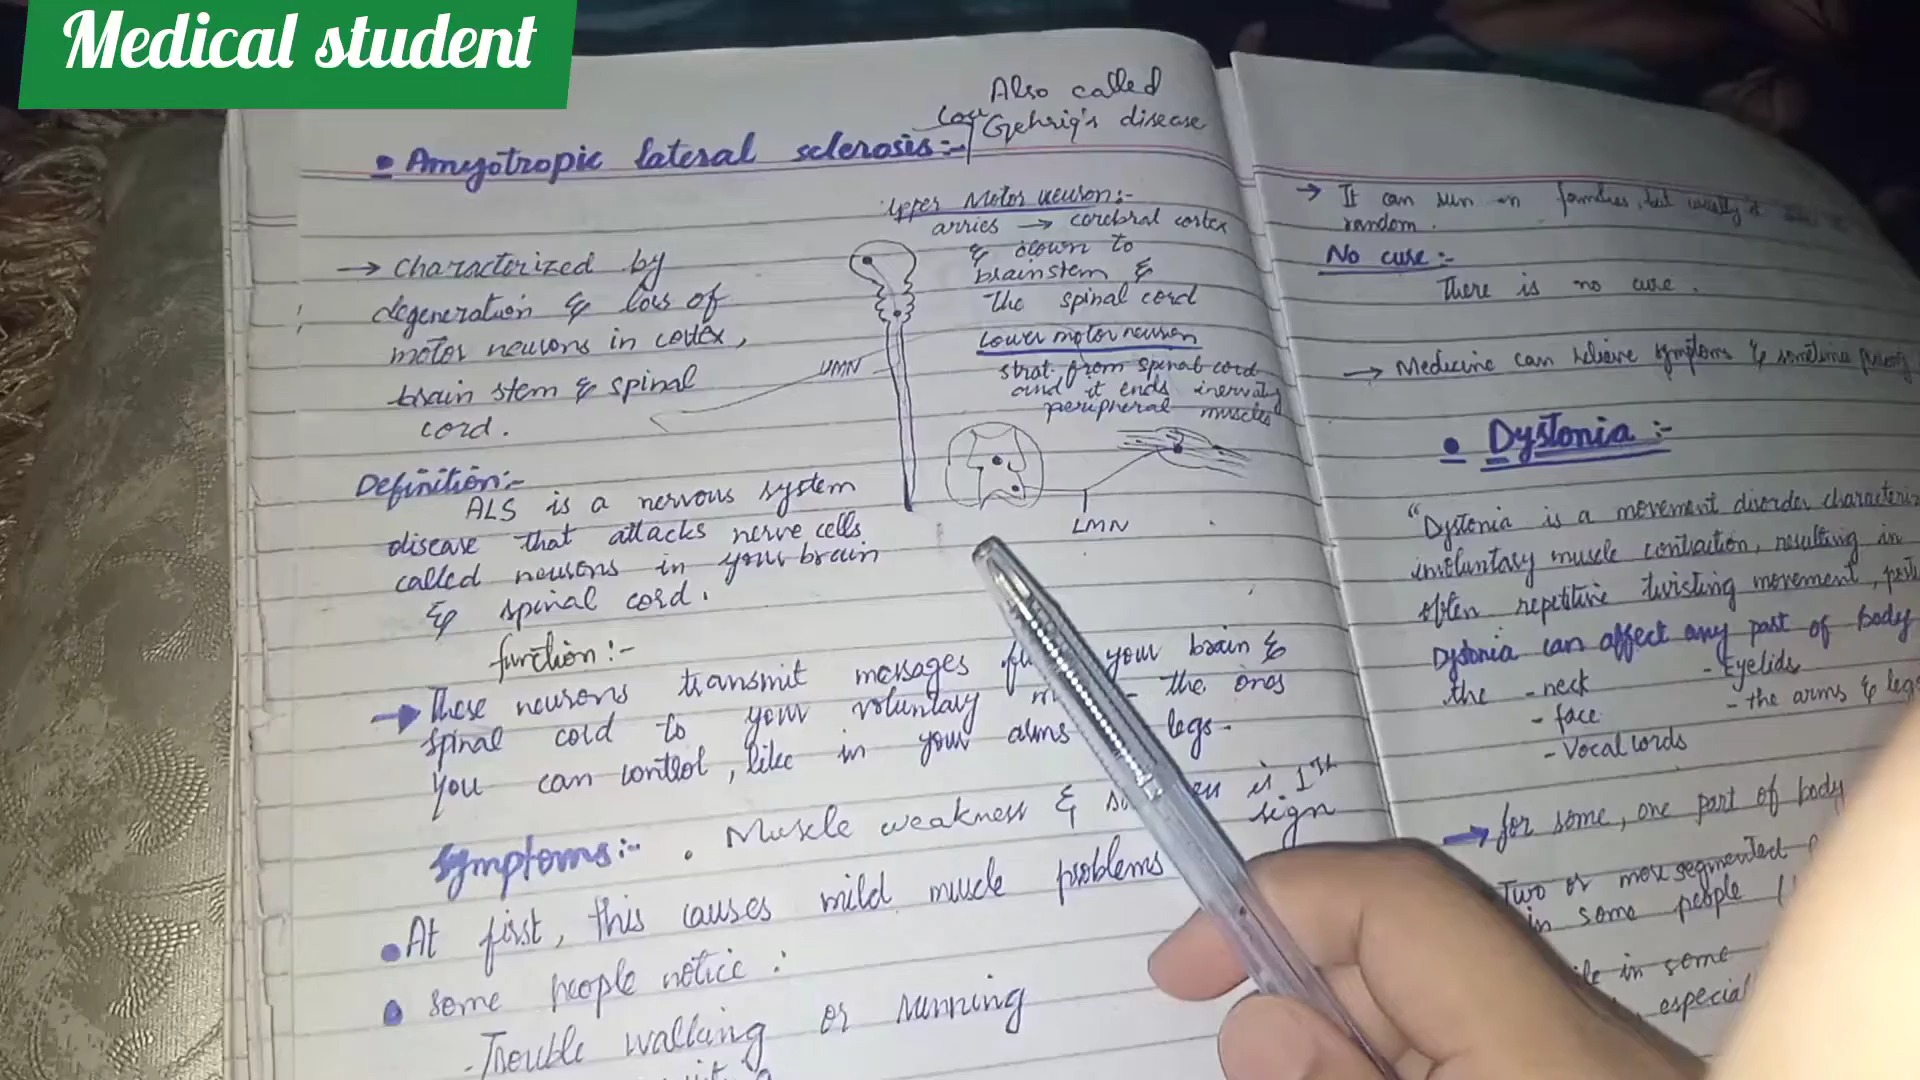 Medical student
Also called
Lou Gehrig's disease
• Amyotropic lateral sclerosis:-
Upper Motor neuron:-
arries → cerebral cortex
& down to
brainstem &
the spinal cord
Lower motor neuron
strat from spinal cord
and it ends inervating
peripheral muscles
UMN
LMN
→ characterized by
degeneration & loss of
motor neurons in cortex,
brain stem & spinal
cord.
Definition:-
ALS is a nervous system
disease that attacks nerve cells
called neurons in your brain
& spinal cord.
function:-
→ These neurons transmit messages your brain &
spinal cord to your voluntary - the ones
you can control, like in your arms legs.
Symptoms:- . Muscle weakness & is 1st
sign
• At first, this causes mild muscle problems
• some people notice:
- Trouble walking or running
→ It can run in families, but usually
random.
No cure:-
There is no cure.
→ Medicine can relieve symptoms & sometime
• Dystonia:-
"Dystonia is a movement disorder
involuntary muscle contraction, resulting in
often repetitive twisting movement,
Dystonia can affect any part of body
the - neck - Eyelids
- face - the arms &
- Vocal cords
→ for some, one part of body
Two or more segmented
in some people
in some